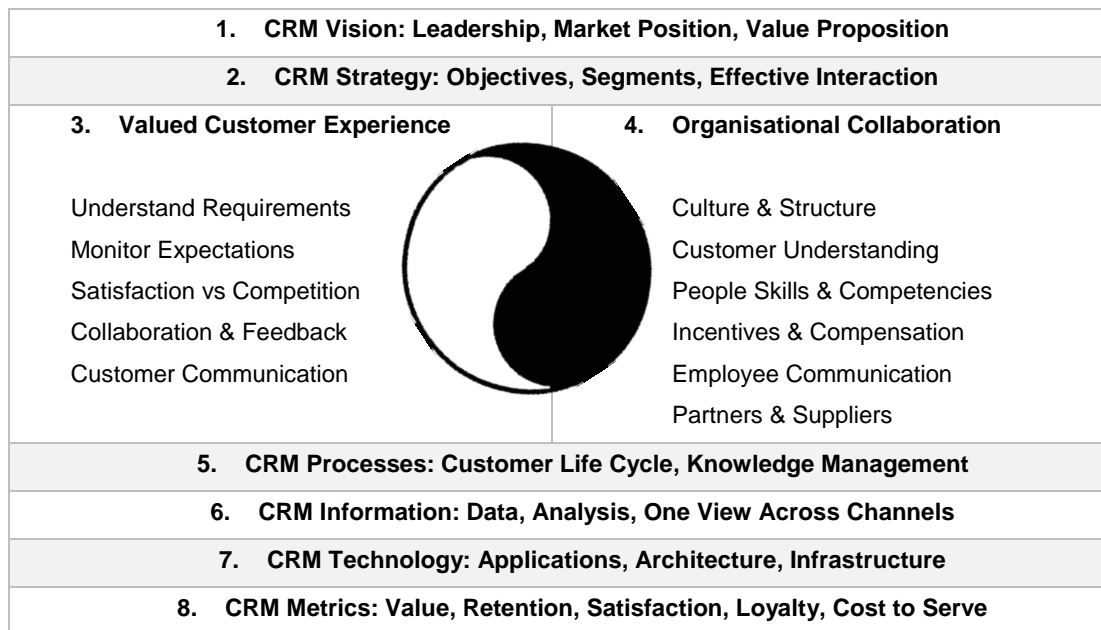 1. CRM Vision: Leadership, Market Position, Value Proposition
2. CRM Strategy: Objectives, Segments, Effective Interaction
3. Valued Customer Experience
Understand Requirements
Monitor Expectations
Satisfaction vs Competition
Collaboration & Feedback
Customer Communication
4. Organisational Collaboration
Culture & Structure
Customer Understanding
People Skills & Competencies
Incentives & Compensation
Employee Communication
Partners & Suppliers
5. CRM Processes: Customer Life Cycle, Knowledge Management
6. CRM Information: Data, Analysis, One View Across Channels
7. CRM Technology: Applications, Architecture, Infrastructure
8. CRM Metrics: Value, Retention, Satisfaction, Loyalty, Cost to Serve